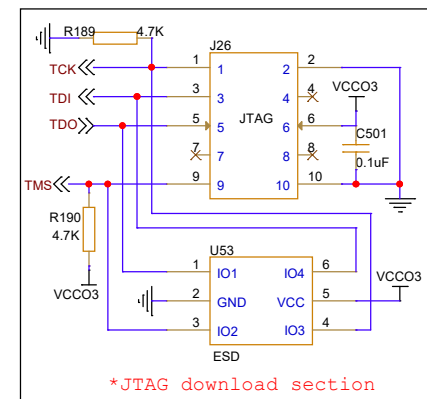 R189 4.7K
J26
TCK 1 1 2 2
VCCO3
TDI 3 3 4 4
TDO 5 5 JTAG 6 6
C501
0.1uF
7 7 8 8
TMS 9 9 10 10
R190
4.7K
VCCO3
U53
1 IO1 IO4 6
VCCO3
2 GND VCC 5
3 IO2 IO3 4
ESD
*JTAG download section